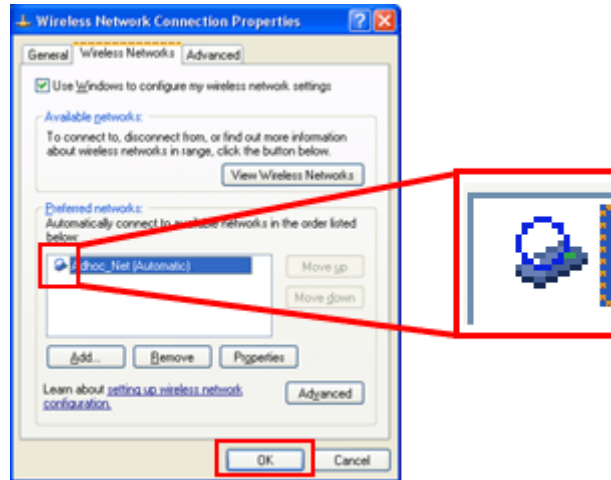 Wireless Network Connection Properties
General Wireless Networks Advanced
Use Windows to configure my wireless network settings
Available networks:
To connect to, disconnect from, or find out more information
about wireless networks in range, click the button below.
View Wireless Networks
Preferred networks:
Automatically connect to available networks in the order listed
below:
Adhoc_Net (Automatic)
Move up
Move down
Add... Remove Properties
Learn about setting up wireless network
configuration.
Advanced
OK Cancel